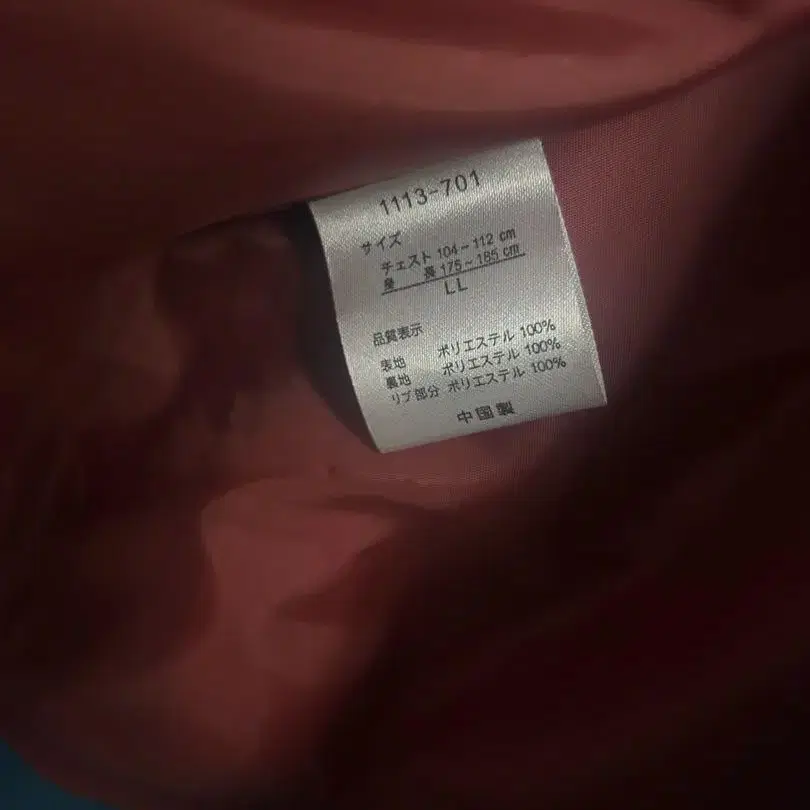 1113-701
サイズ
チェスト 104~112 cm
身 長 175~185 cm
LL
品質表示
表地 ポリエステル 100%
裏地 ポリエステル 100%
リブ部分 ポリエステル 100%
中国製